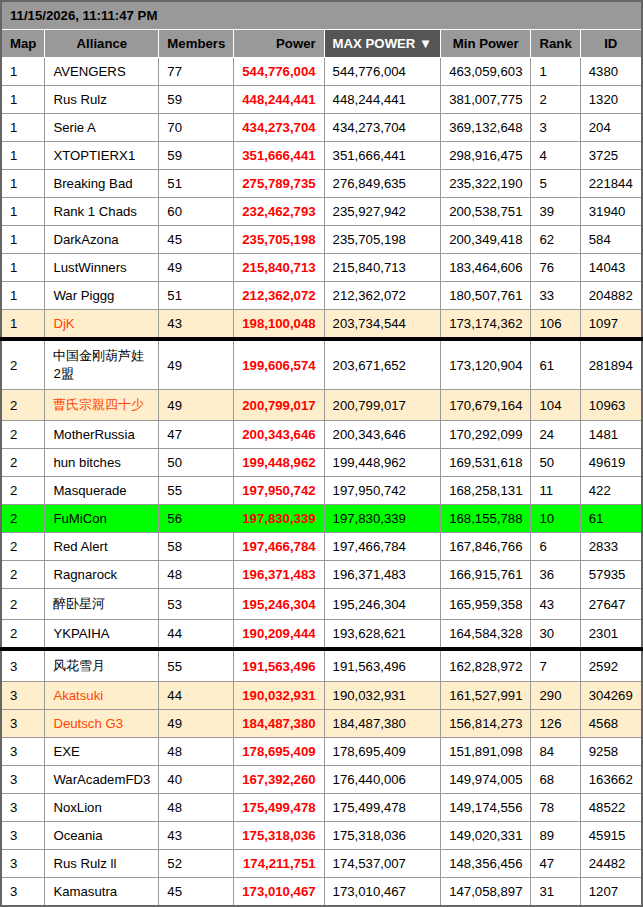 11/15/2026, 11:11:47 PM
Map Alliance Members Power MAX POWER ▼ Min Power Rank ID
1 AVENGERS 77 544,776,004 544,776,004 463,059,603 1 4380
1 Rus Rulz 59 448,244,441 448,244,441 381,007,775 2 1320
1 Serie A 70 434,273,704 434,273,704 369,132,648 3 204
1 XTOPTIERX1 59 351,666,441 351,666,441 298,916,475 4 3725
1 Breaking Bad 51 275,789,735 276,849,635 235,322,190 5 221844
1 Rank 1 Chads 60 232,462,793 235,927,942 200,538,751 39 31940
1 DarkAzona 45 235,705,198 235,705,198 200,349,418 62 584
1 LustWinners 49 215,840,713 215,840,713 183,464,606 76 14043
1 War Piggg 51 212,362,072 212,362,072 180,507,761 33 204882
1 DjK 43 198,100,048 203,734,544 173,174,362 106 1097
2 中国金刚葫芦娃2盟 49 199,606,574 203,671,652 173,120,904 61 281894
2 曹氏宗親四十少 49 200,799,017 200,799,017 170,679,164 104 10963
2 MotherRussia 47 200,343,646 200,343,646 170,292,099 24 1481
2 hun bitches 50 199,448,962 199,448,962 169,531,618 50 49619
2 Masquerade 55 197,950,742 197,950,742 168,258,131 11 422
2 FuMiCon 56 197,830,339 197,830,339 168,155,788 10 61
2 Red Alert 58 197,466,784 197,466,784 167,846,766 6 2833
2 Ragnarock 48 196,371,483 196,371,483 166,915,761 36 57935
2 醉卧星河 53 195,246,304 195,246,304 165,959,358 43 27647
2 YKPAIHA 44 190,209,444 193,628,621 164,584,328 30 2301
3 风花雪月 55 191,563,496 191,563,496 162,828,972 7 2592
3 Akatsuki 44 190,032,931 190,032,931 161,527,991 290 304269
3 Deutsch G3 49 184,487,380 184,487,380 156,814,273 126 4568
3 EXE 48 178,695,409 178,695,409 151,891,098 84 9258
3 WarAcademFD3 40 167,392,260 176,440,006 149,974,005 68 163662
3 NoxLion 48 175,499,478 175,499,478 149,174,556 78 48522
3 Oceania 43 175,318,036 175,318,036 149,020,331 89 45915
3 Rus Rulz ll 52 174,211,751 174,537,007 148,356,456 47 24482
3 Kamasutra 45 173,010,467 173,010,467 147,058,897 31 1207